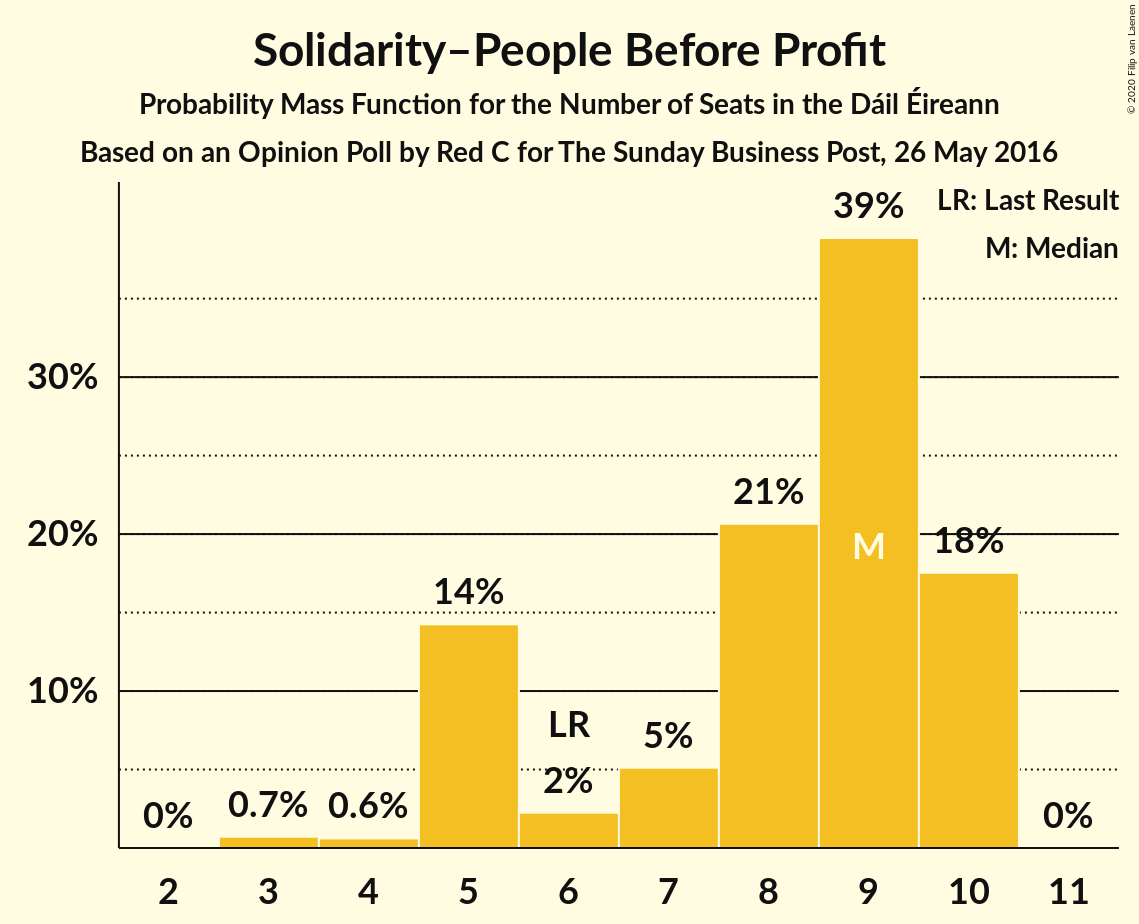 Solidarity–People Before Profit
Probability Mass Function for the Number of Seats in the Dáil Éireann
Based on an Opinion Poll by Red C for The Sunday Business Post, 26 May 2016
© 2020 Filip van Laenen
LR: Last Result
M: Median
39%
30%
21%
20%
M
18%
14%
10%
LR
5%
2%
0%
0.7%
0.6%
0%
2 3 4 5 6 7 8 9 10 11